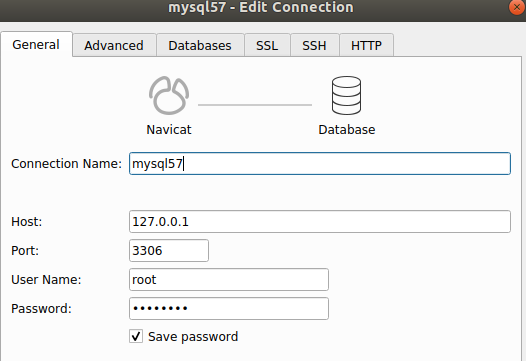 mysql57 - Edit Connection
General Advanced Databases SSL SSH HTTP
Navicat Database
Connection Name: mysql57
Host: 127.0.0.1
Port: 3306
User Name: root
Password: ••••••••
Save password